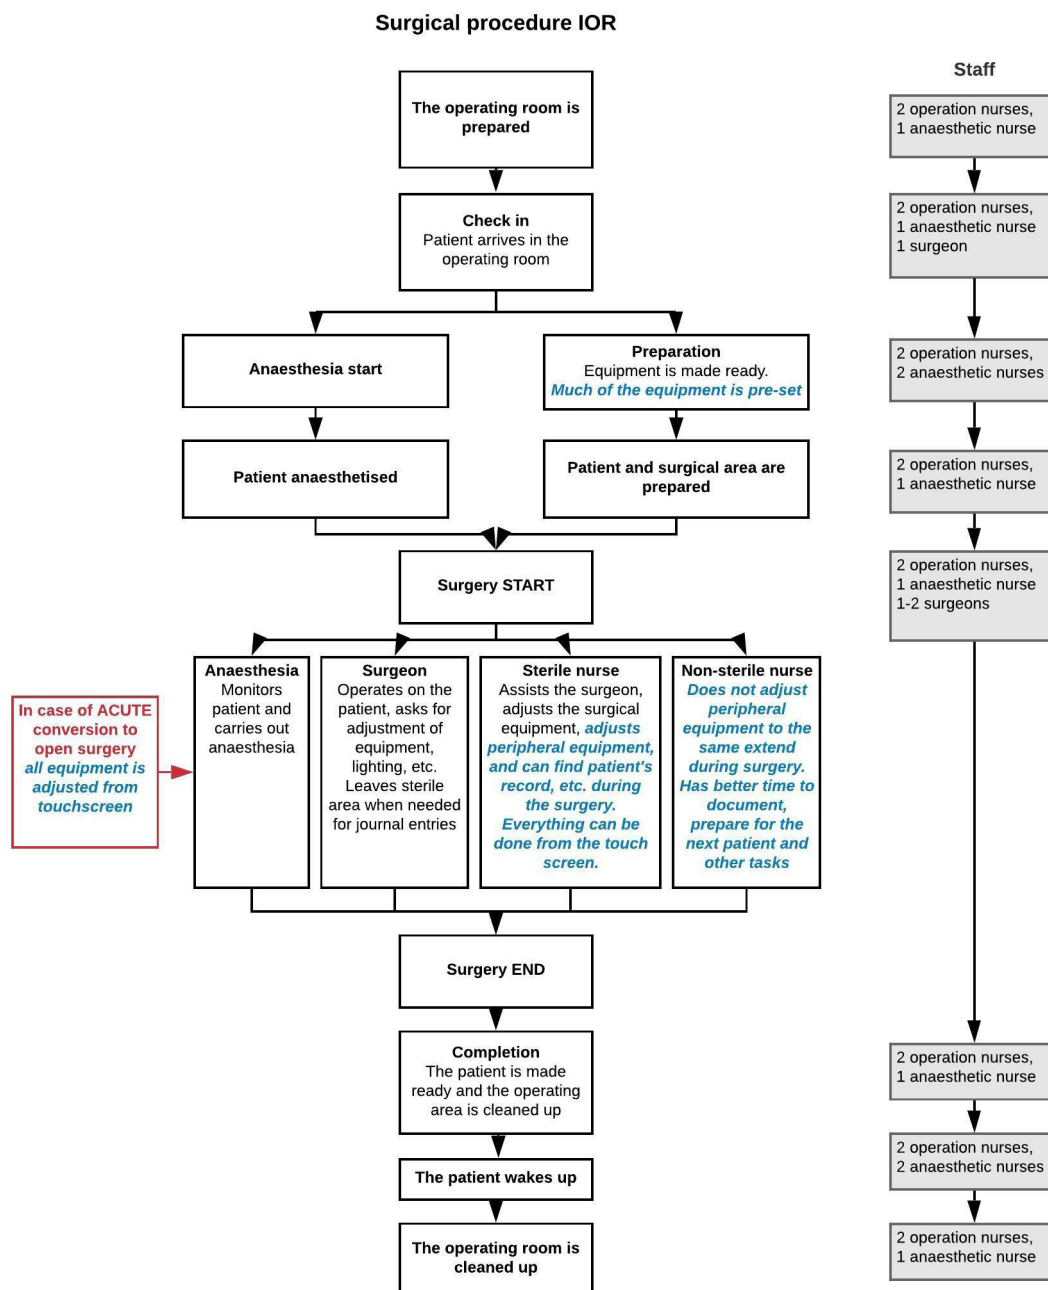 Surgical procedure IOR
Staff
The operating room is
prepared
2 operation nurses,
1 anaesthetic nurse
Check in
Patient arrives in the
operating room
2 operation nurses,
1 anaesthetic nurse
1 surgeon
Anaesthesia start
Preparation
Equipment is made ready.
Much of the equipment is pre-set
2 operation nurses,
2 anaesthetic nurses
Patient anaesthetised
Patient and surgical area are
prepared
2 operation nurses,
1 anaesthetic nurse
Surgery START
2 operation nurses,
1 anaesthetic nurse
1-2 surgeons
In case of ACUTE
conversion to
open surgery
all equipment is
adjusted from
touchscreen
Anaesthesia
Monitors
patient and
carries out
anaesthesia
Surgeon
Operates on the
patient, asks for
adjustment of
equipment,
lighting, etc.
Leaves sterile
area when needed
for journal entries
Sterile nurse
Assists the surgeon,
adjusts the surgical
equipment, adjusts
peripheral equipment,
and can find patient's
record, etc. during
the surgery.
Everything can be
done from the touch
screen.
Non-sterile nurse
Does not adjust
peripheral
equipment to the
same extend
during surgery.
Has better time to
document,
prepare for the
next patient and
other tasks
Surgery END
Completion
The patient is made
ready and the operating
area is cleaned up
2 operation nurses,
1 anaesthetic nurse
The patient wakes up
2 operation nurses,
2 anaesthetic nurses
The operating room is
cleaned up
2 operation nurses,
1 anaesthetic nurse